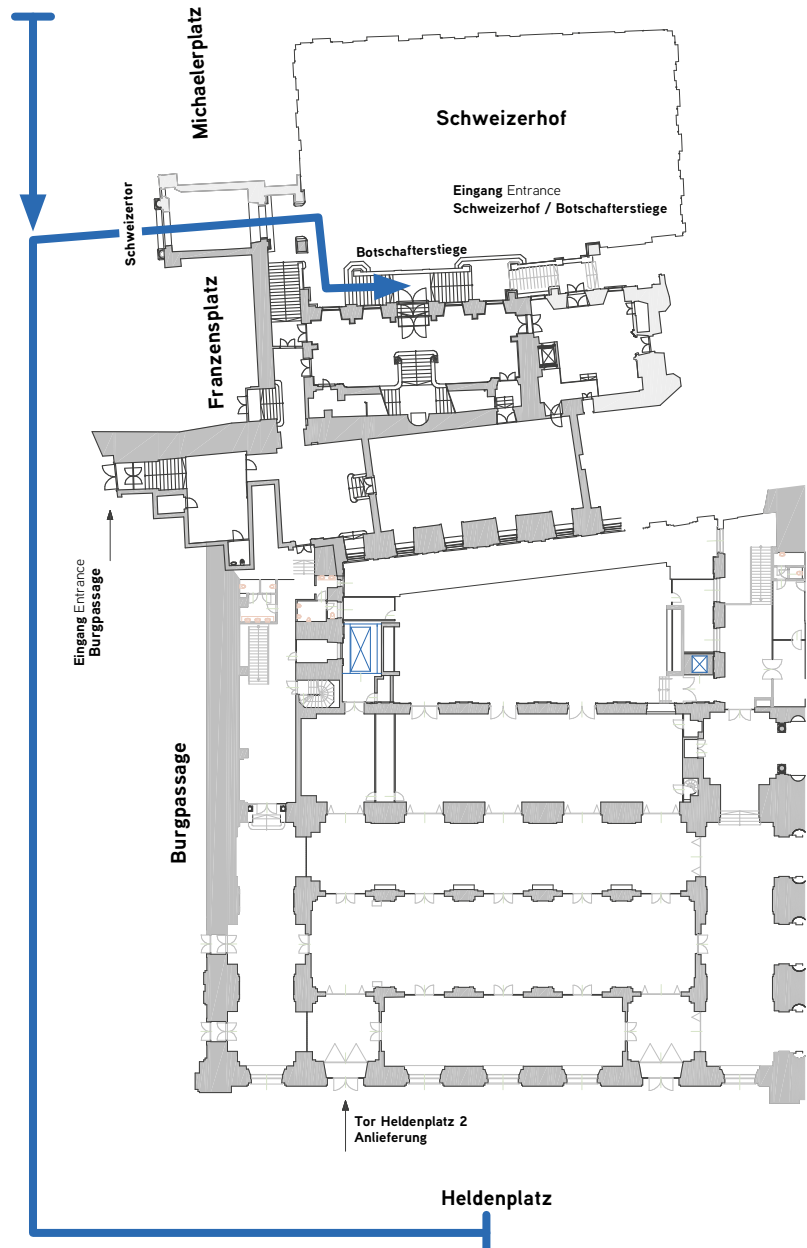 Michaelerplatz
Schweizerhof
Eingang Entrance
Schweizerhof / Botschafterstiege
Schweizertor
Botschafterstiege
Franzensplatz
Eingang Entrance
Burgpassage
Burgpassage
Tor Heldenplatz 2
Anlieferung
Heldenplatz